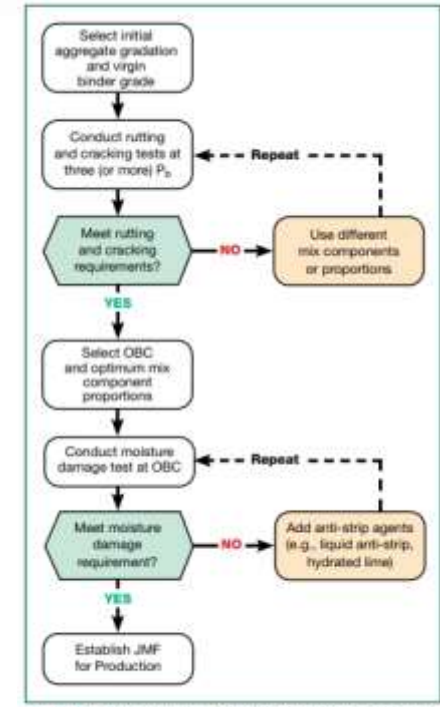 Select initial
aggregate gradation
and virgin
binder grade
Conduct rutting
and cracking tests at
three (or more) Pb
Repeat
Meet rutting
and cracking
requirements?
NO
Use different
mix components
or proportions
YES
Select OBC
and optimum mix
component
proportions
Conduct moisture
damage test at OBC
Repeat
Meet moisture
damage
requirement?
NO
Add anti-strip agents
(e.g., liquid anti-strip,
hydrated lime)
YES
Establish JMF
for Production